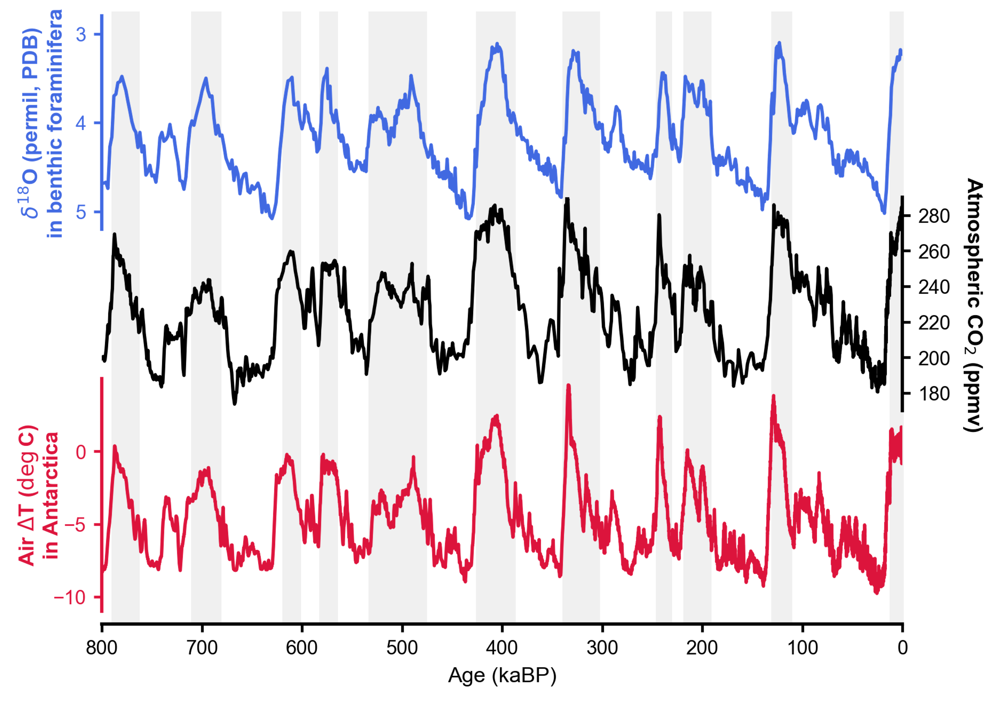 δ ¹⁸O (permil, PDB)
in benthic foraminifera
3
4
5
Atmospheric CO₂ (ppmv)
280
260
240
220
200
180
Air ΔT (deg C)
in Antarctica
0
−5
−10
800 700 600 500 400 300 200 100 0
Age (kaBP)